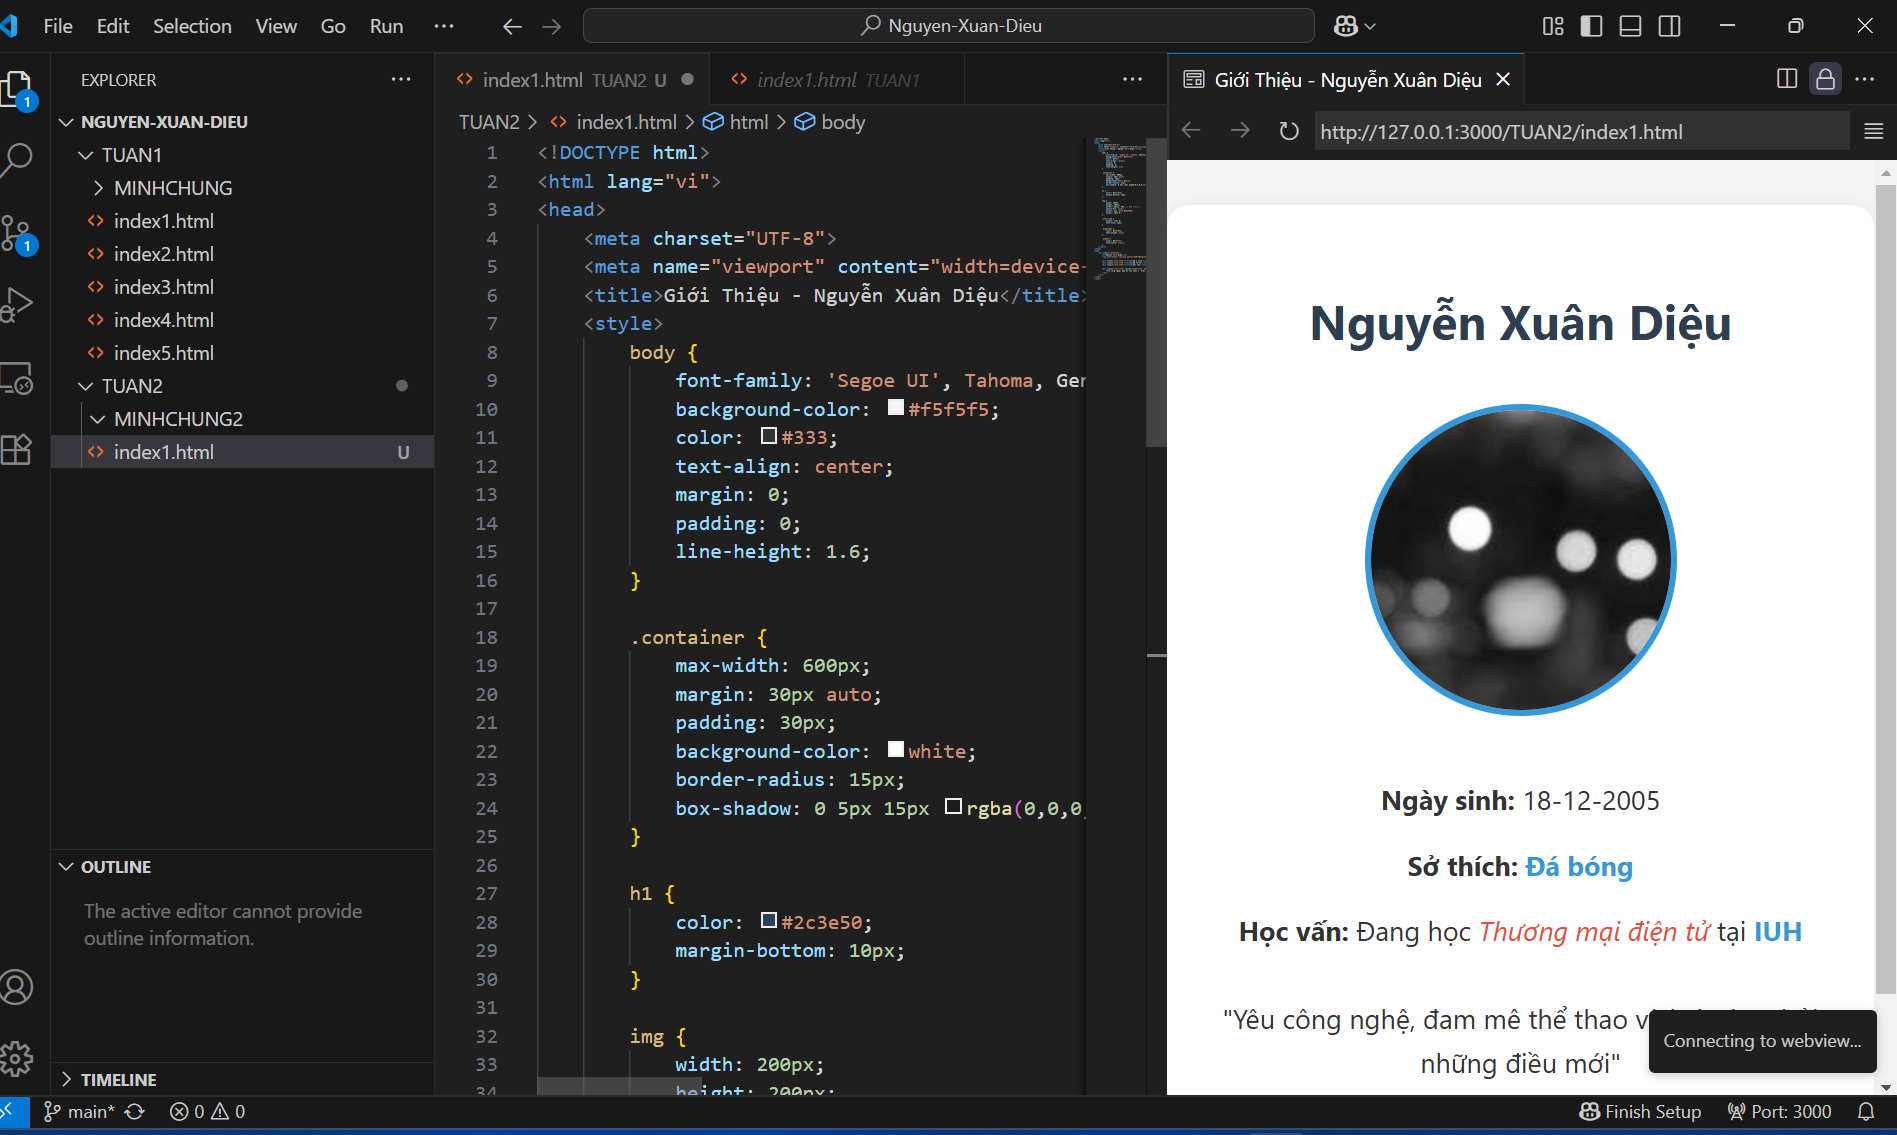 File Edit Selection View Go Run ···
Nguyen-Xuan-Dieu
EXPLORER
NGUYEN-XUAN-DIEU
TUAN1
MINHCHUNG
index1.html
index2.html
index3.html
index4.html
index5.html
TUAN2
MINHCHUNG2
index1.html U
OUTLINE
The active editor cannot provide
outline information.
TIMELINE
1
1
index1.html TUAN2 U
index1.html TUAN1
TUAN2 > index1.html > html > body
1 <!DOCTYPE html>
2 <html lang="vi">
3 <head>
4 <meta charset="UTF-8">
5 <meta name="viewport" content="width=device-
6 <title>Giới Thiệu - Nguyễn Xuân Diệu</title>
7 <style>
8 body {
9 font-family: 'Segoe UI', Tahoma, Gen
10 background-color: #f5f5f5;
11 color: #333;
12 text-align: center;
13 margin: 0;
14 padding: 0;
15 line-height: 1.6;
16 }
17
18 .container {
19 max-width: 600px;
20 margin: 30px auto;
21 padding: 30px;
22 background-color: white;
23 border-radius: 15px;
24 box-shadow: 0 5px 15px rgba(0,0,0,
25 }
26
27 h1 {
28 color: #2c3e50;
29 margin-bottom: 10px;
30 }
31
32 img {
33 width: 200px;
34 height: 200px;
Giới Thiệu - Nguyễn Xuân Diệu
http://127.0.0.1:3000/TUAN2/index1.html
Nguyễn Xuân Diệu
Ngày sinh: 18-12-2005
Sở thích: Đá bóng
Học vấn: Đang học Thương mại điện tử tại IUH
"Yêu công nghệ, đam mê thể thao
những điều mới"
Connecting to webview...
main* 0 0
Finish Setup Port: 3000